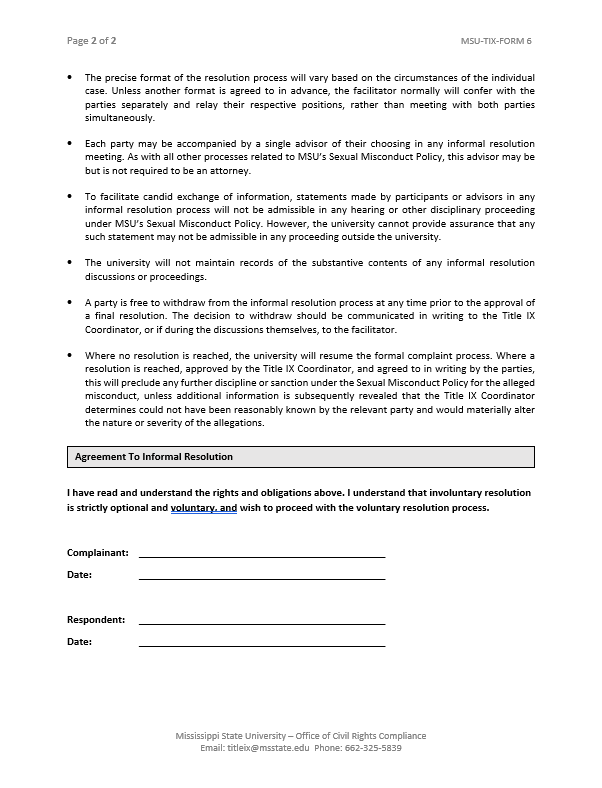 Page 2 of 2 MSU-TIX-FORM 6
• The precise format of the resolution process will vary based on the circumstances of the individual
case. Unless another format is agreed to in advance, the facilitator normally will confer with the
parties separately and relay their respective positions, rather than meeting with both parties
simultaneously.
• Each party may be accompanied by a single advisor of their choosing in any informal resolution
meeting. As with all other processes related to MSU's Sexual Misconduct Policy, this advisor may be
but is not required to be an attorney.
• To facilitate candid exchange of information, statements made by participants or advisors in any
informal resolution process will not be admissible in any hearing or other disciplinary proceeding
under MSU's Sexual Misconduct Policy. However, the university cannot provide assurance that any
such statement may not be admissible in any proceeding outside the university.
• The university will not maintain records of the substantive contents of any informal resolution
discussions or proceedings.
• A party is free to withdraw from the informal resolution process at any time prior to the approval of
a final resolution. The decision to withdraw should be communicated in writing to the Title IX
Coordinator, or if during the discussions themselves, to the facilitator.
• Where no resolution is reached, the university will resume the formal complaint process. Where a
resolution is reached, approved by the Title IX Coordinator, and agreed to in writing by the parties,
this will preclude any further discipline or sanction under the Sexual Misconduct Policy for the alleged
misconduct, unless additional information is subsequently revealed that the Title IX Coordinator
determines could not have been reasonably known by the relevant party and would materially alter
the nature or severity of the allegations.
Agreement To Informal Resolution
I have read and understand the rights and obligations above. I understand that involuntary resolution
is strictly optional and voluntary, and wish to proceed with the voluntary resolution process.
Complainant:
Date:
Respondent:
Date:
Mississippi State University – Office of Civil Rights Compliance
Email: titleix@msstate.edu Phone: 662-325-5839